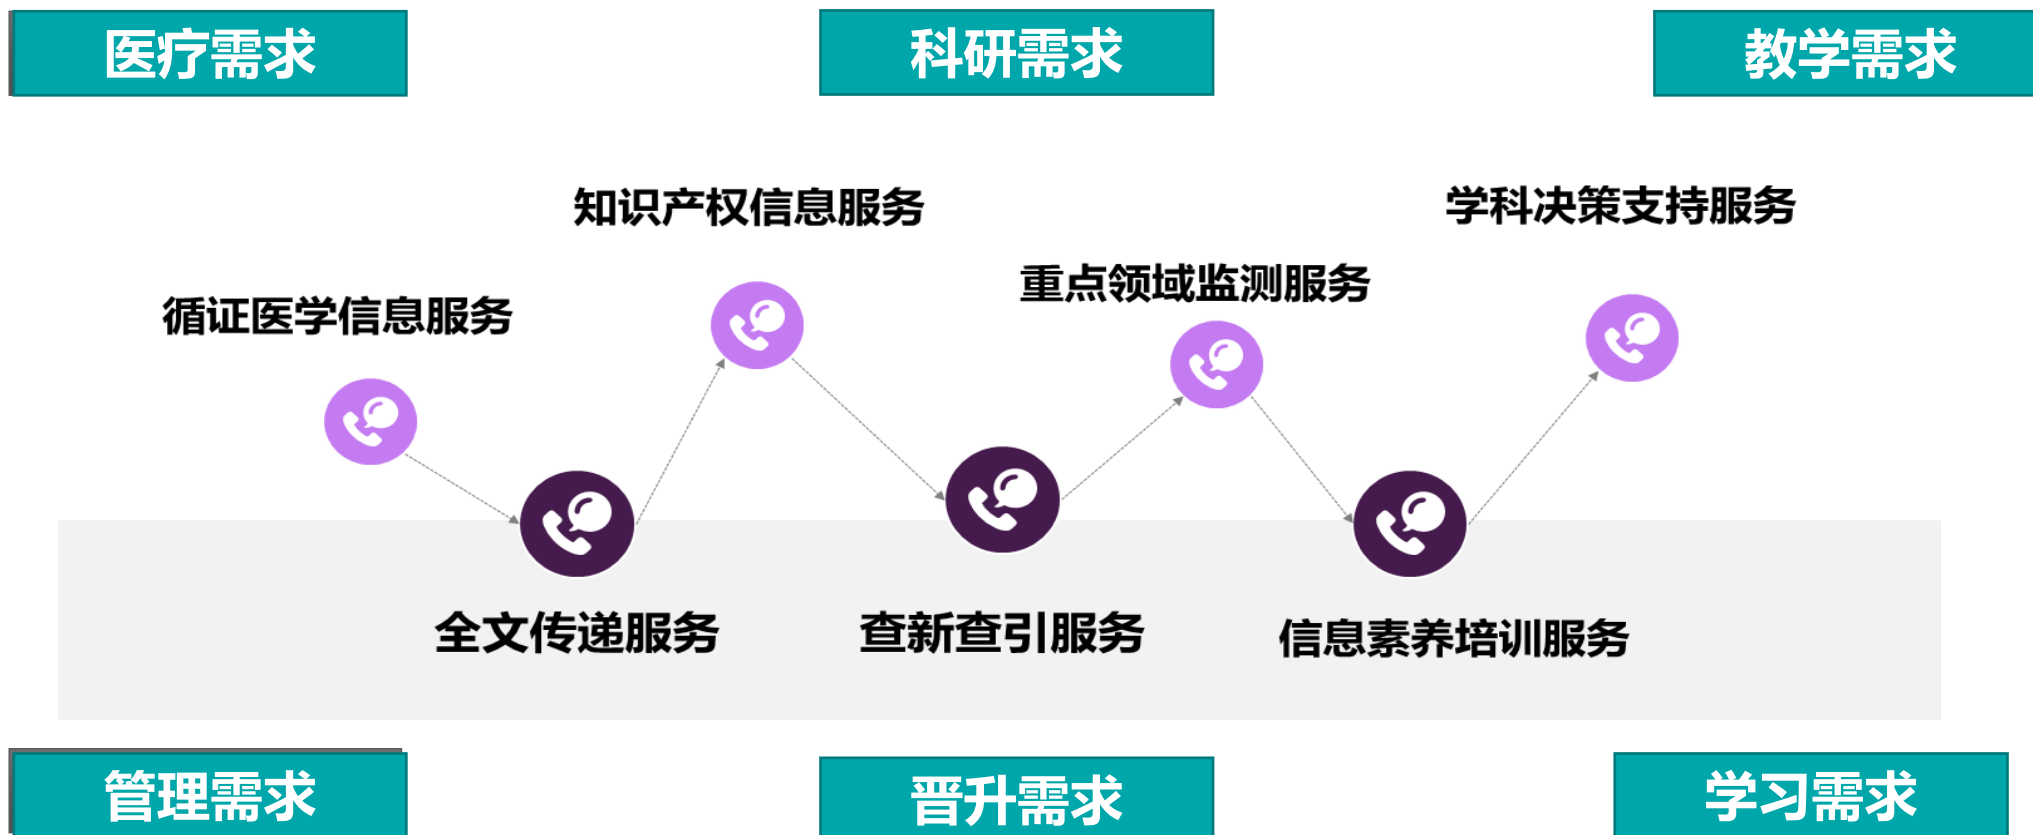 医疗需求
科研需求
教学需求
知识产权信息服务
学科决策支持服务
重点领域监测服务
循证医学信息服务
全文传递服务
查新查引服务
信息素养培训服务
管理需求
晋升需求
学习需求